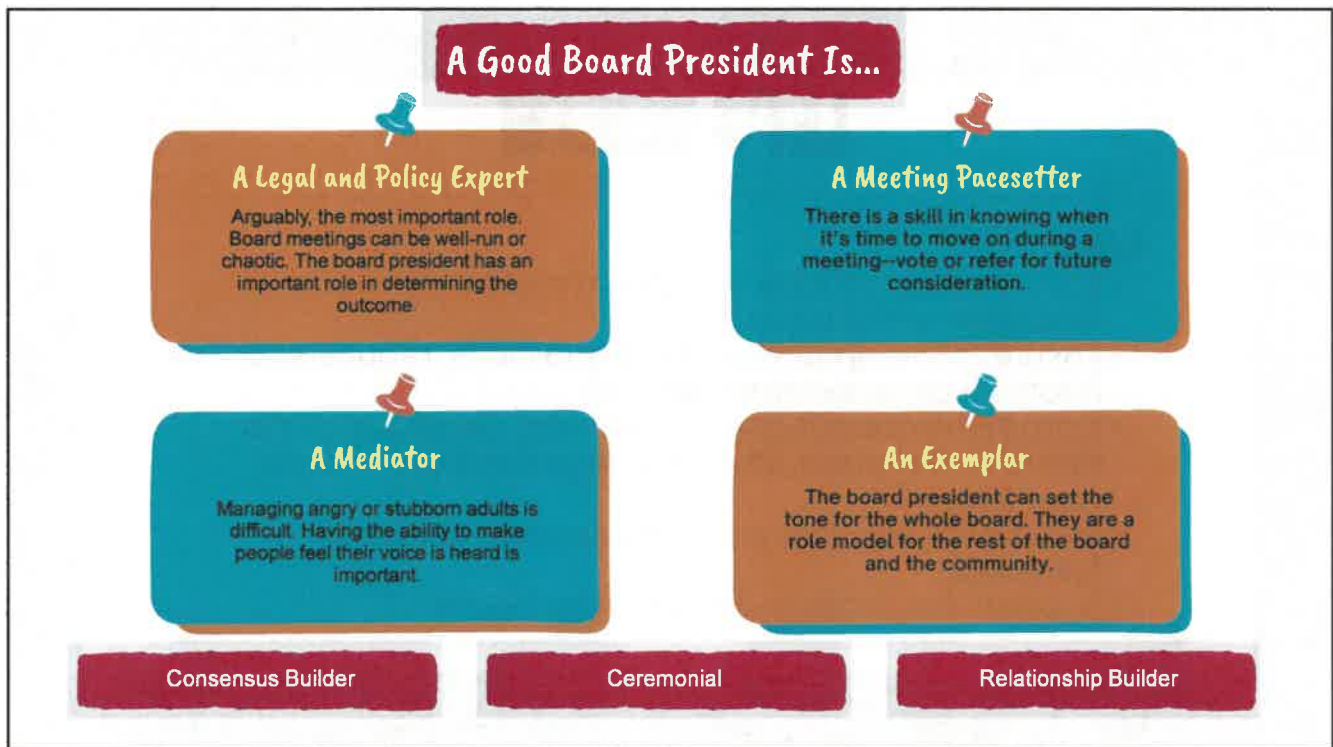 A Good Board President Is...
A Legal and Policy Expert
Arguably, the most important role.
Board meetings can be well-run or
chaotic. The board president has an
important role in determining the
outcome.
A Meeting Pacesetter
There is a skill in knowing when
it's time to move on during a
meeting--vote or refer for future
consideration.
A Mediator
Managing angry or stubborn adults is
difficult. Having the ability to make
people feel their voice is heard is
important.
An Exemplar
The board president can set the
tone for the whole board. They are a
role model for the rest of the board
and the community.
Consensus Builder
Ceremonial
Relationship Builder